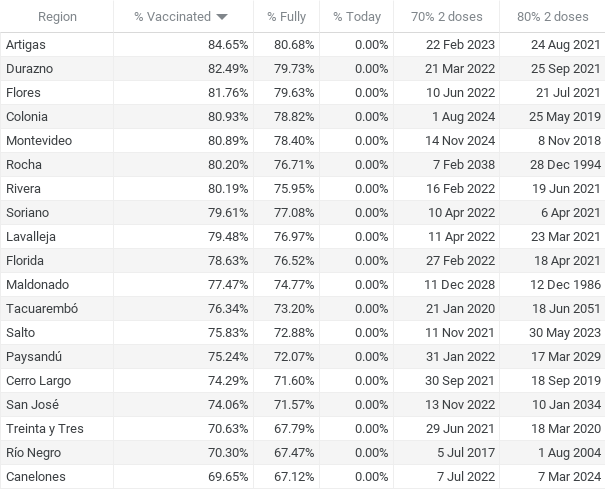 Region % Vaccinated % Fully % Today 70% 2 doses 80% 2 doses
Artigas 84.65% 80.68% 0.00% 22 Feb 2023 24 Aug 2021
Durazno 82.49% 79.73% 0.00% 21 Mar 2022 25 Sep 2021
Flores 81.76% 79.63% 0.00% 10 Jun 2022 21 Jul 2021
Colonia 80.93% 78.82% 0.00% 1 Aug 2024 25 May 2019
Montevideo 80.89% 78.40% 0.00% 14 Nov 2024 8 Nov 2018
Rocha 80.20% 76.71% 0.00% 7 Feb 2038 28 Dec 1994
Rivera 80.19% 75.95% 0.00% 16 Feb 2022 19 Jun 2021
Soriano 79.61% 77.08% 0.00% 10 Apr 2022 6 Apr 2021
Lavalleja 79.48% 76.97% 0.00% 11 Apr 2022 23 Mar 2021
Florida 78.63% 76.52% 0.00% 27 Feb 2022 18 Apr 2021
Maldonado 77.47% 74.77% 0.00% 11 Dec 2028 12 Dec 1986
Tacuarembó 76.34% 73.20% 0.00% 21 Jan 2020 18 Jun 2051
Salto 75.83% 72.88% 0.00% 11 Nov 2021 30 May 2023
Paysandú 75.24% 72.07% 0.00% 31 Jan 2022 17 Mar 2029
Cerro Largo 74.29% 71.60% 0.00% 30 Sep 2021 18 Sep 2019
San José 74.06% 71.57% 0.00% 13 Nov 2022 10 Jan 2034
Treinta y Tres 70.63% 67.79% 0.00% 29 Jun 2021 18 Mar 2020
Río Negro 70.30% 67.47% 0.00% 5 Jul 2017 1 Aug 2004
Canelones 69.65% 67.12% 0.00% 7 Jul 2022 7 Mar 2024